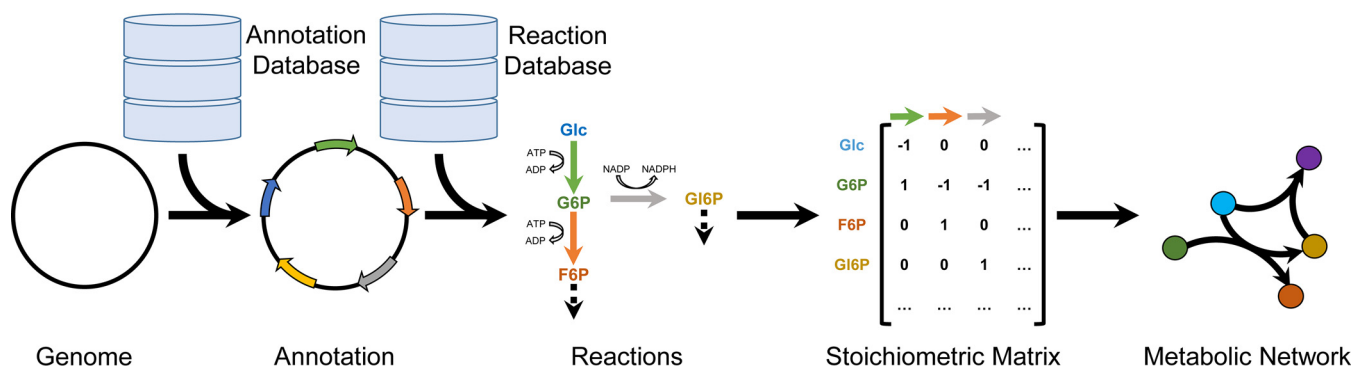 Annotation
Database
Reaction
Database
Glc
ATP
ADP
NADP
NADPH
G6P
Gl6P
ATP
ADP
F6P
Glc -1 0 0 ...
G6P 1 -1 -1 ...
F6P 0 1 0 ...
Gl6P 0 0 1 ...
... ... ... ...
Genome
Annotation
Reactions
Stoichiometric Matrix
Metabolic Network